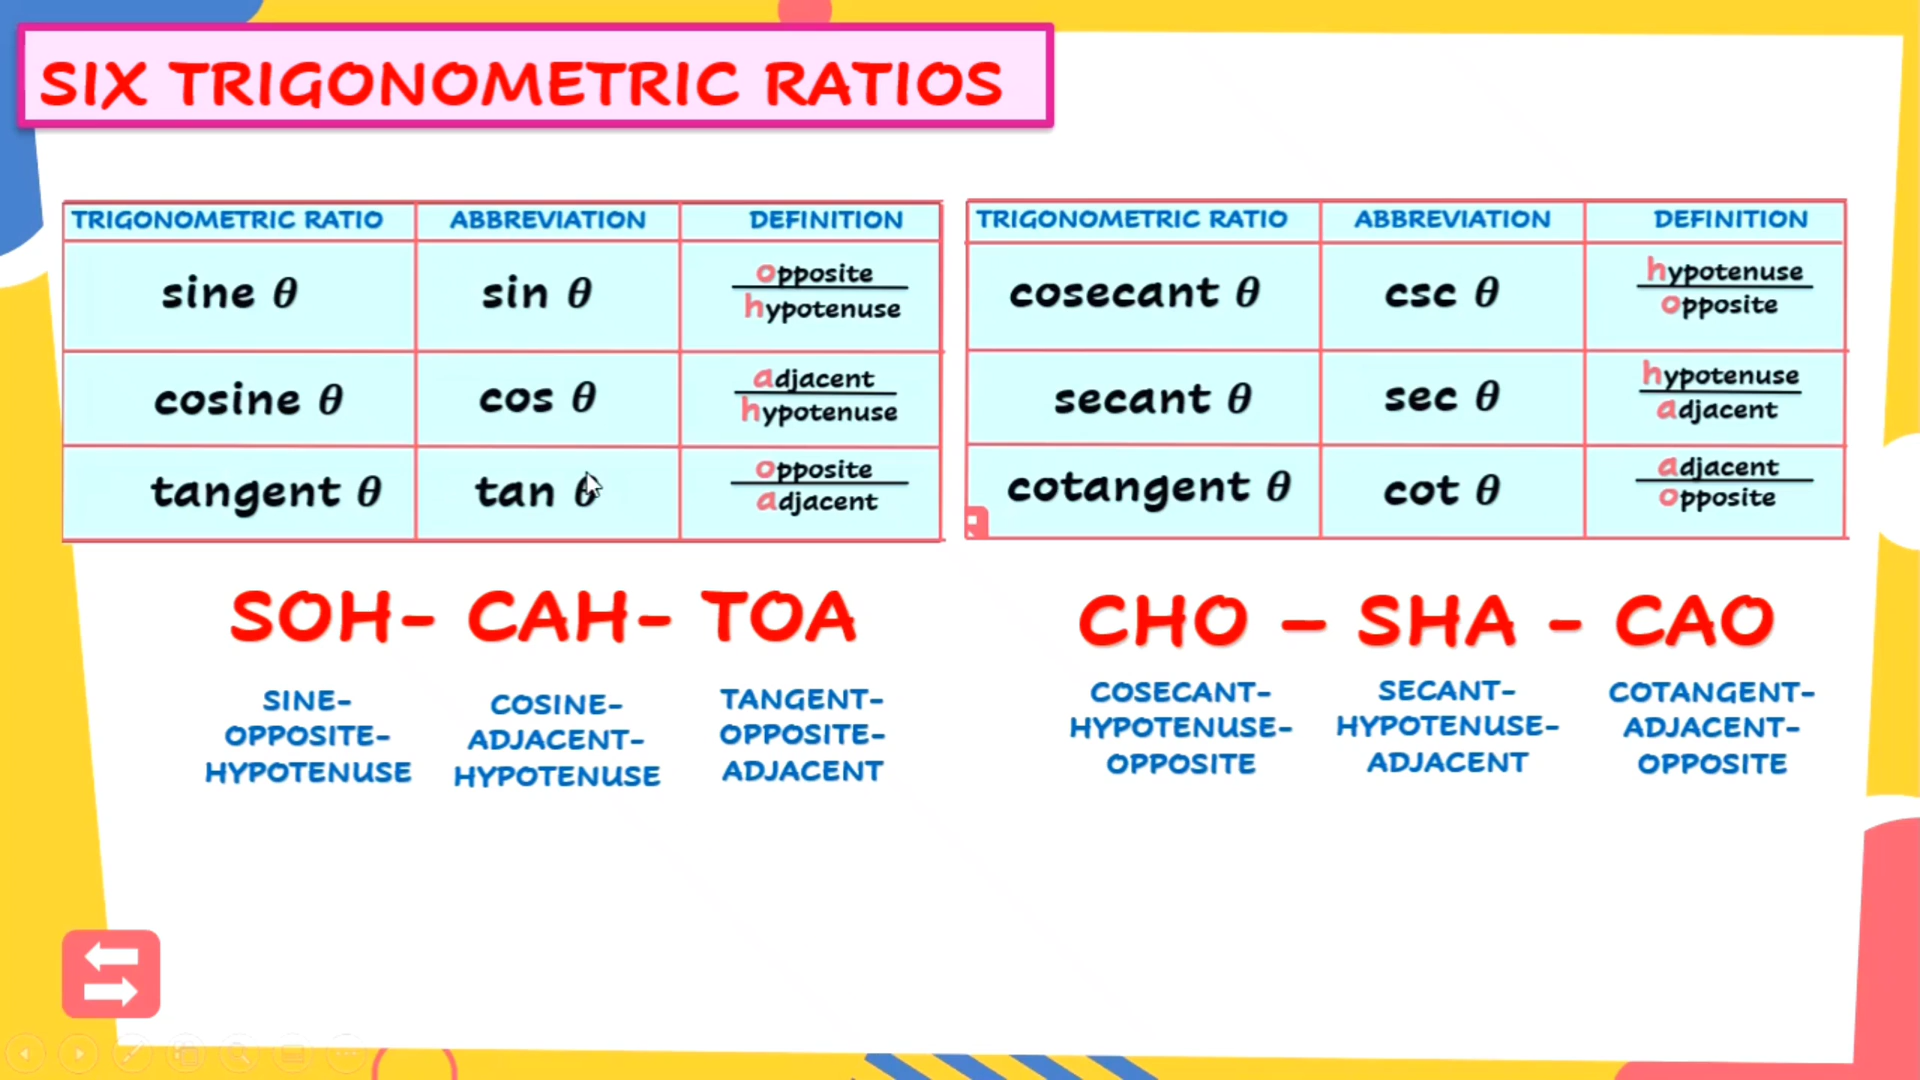 SIX TRIGONOMETRIC RATIOS
TRIGONOMETRIC RATIO ABBREVIATION DEFINITION
sine θ sin θ opposite
hypotenuse
cosine θ cos θ adjacent
hypotenuse
tangent θ tan θ opposite
adjacent
TRIGONOMETRIC RATIO ABBREVIATION DEFINITION
cosecant θ csc θ hypotenuse
opposite
secant θ sec θ hypotenuse
adjacent
cotangent θ cot θ adjacent
opposite
SOH- CAH- TOA
SINE-
OPPOSITE-
HYPOTENUSE
COSINE-
ADJACENT-
HYPOTENUSE
TANGENT-
OPPOSITE-
ADJACENT
CHO – SHA - CAO
COSECANT-
HYPOTENUSE-
OPPOSITE
SECANT-
HYPOTENUSE-
ADJACENT
COTANGENT-
ADJACENT-
OPPOSITE